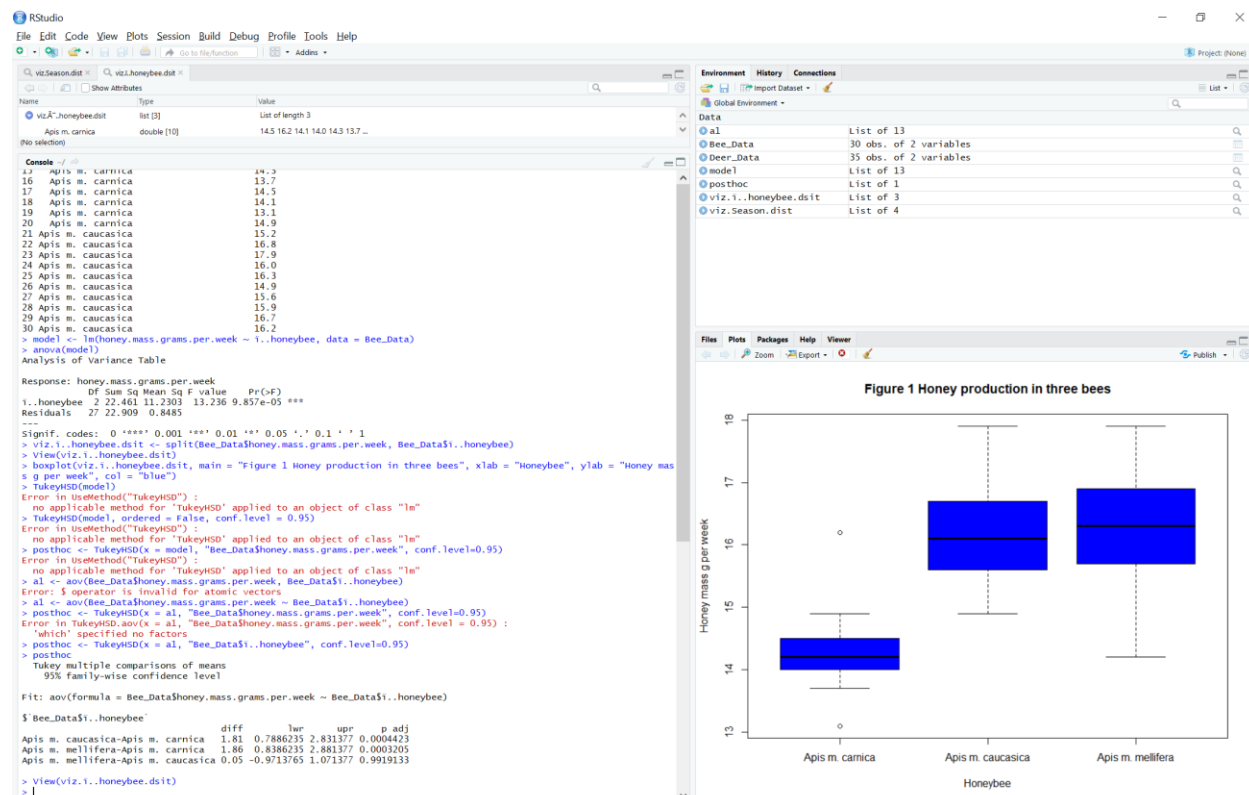 RStudio
File Edit Code View Plots Session Build Debug Profile Tools Help
Go to file/function
Addins
Project: (None)
viz.Season.dist
viz.ï..honeybee.dsit
Show Attributes
Name Type Value
viz.Ã¯..honeybee.dsit list [3] List of length 3
Apis m. carnica double [10] 14.5 16.2 14.1 14.0 14.3 13.7 ...
(No selection)
Console ~/
15 Apis m. carnica 14.3
16 Apis m. carnica 13.7
17 Apis m. carnica 14.5
18 Apis m. carnica 14.1
19 Apis m. carnica 13.1
20 Apis m. carnica 14.9
21 Apis m. caucasica 15.2
22 Apis m. caucasica 16.8
23 Apis m. caucasica 17.9
24 Apis m. caucasica 16.0
25 Apis m. caucasica 16.3
26 Apis m. caucasica 14.9
27 Apis m. caucasica 15.6
28 Apis m. caucasica 15.9
29 Apis m. caucasica 16.7
30 Apis m. caucasica 16.2
> model <- lm(honey.mass.grams.per.week ~ ï..honeybee, data = Bee_Data)
> anova(model)
Analysis of Variance Table
Response: honey.mass.grams.per.week
Df Sum Sq Mean Sq F value Pr(>F)
ï..honeybee 2 22.461 11.2303 13.236 9.857e-05 ***
Residuals 27 22.909 0.8485
---
Signif. codes: 0 ‘***’ 0.001 ‘**’ 0.01 ‘*’ 0.05 ‘.’ 0.1 ‘ ’ 1
> viz.ï..honeybee.dsit <- split(Bee_Data$honey.mass.grams.per.week, Bee_Data$ï..honeybee)
> View(viz.ï..honeybee.dsit)
> boxplot(viz.ï..honeybee.dsit, main = "Figure 1 Honey production in three bees", xlab = "Honeybee", ylab = "Honey mas
s g per week", col = "blue")
> TukeyHSD(model)
Error in UseMethod("TukeyHSD") :
no applicable method for 'TukeyHSD' applied to an object of class "lm"
> TukeyHSD(model, ordered = False, conf.level = 0.95)
Error in UseMethod("TukeyHSD") :
no applicable method for 'TukeyHSD' applied to an object of class "lm"
> posthoc <- TukeyHSD(x = model, "Bee_Data$honey.mass.grams.per.week", conf.level=0.95)
Error in UseMethod("TukeyHSD") :
no applicable method for 'TukeyHSD' applied to an object of class "lm"
> a1 <- aov(Bee_Data$honey.mass.grams.per.week, Bee_Data$ï..honeybee)
Error: $ operator is invalid for atomic vectors
> a1 <- aov(Bee_Data$honey.mass.grams.per.week ~ Bee_Data$ï..honeybee)
> posthoc <- TukeyHSD(x = a1, "Bee_Data$honey.mass.grams.per.week", conf.level=0.95)
Error in TukeyHSD.aov(x = a1, "Bee_Data$honey.mass.grams.per.week", conf.level = 0.95) :
'which' specified no factors
> posthoc <- TukeyHSD(x = a1, "Bee_Data$ï..honeybee", conf.level=0.95)
> posthoc
Tukey multiple comparisons of means
95% family-wise confidence level
Fit: aov(formula = Bee_Data$honey.mass.grams.per.week ~ Bee_Data$ï..honeybee)
$`Bee_Data$ï..honeybee`
diff lwr upr p adj
Apis m. caucasica-Apis m. carnica 1.81 0.7886235 2.831377 0.0004423
Apis m. mellifera-Apis m. carnica 1.86 0.8386235 2.881377 0.0003205
Apis m. mellifera-Apis m. caucasica 0.05 -0.9713765 1.071377 0.9919133
> View(viz.ï..honeybee.dsit)
>
Environment History Connections
Import Dataset
List
Global Environment
Data
a1 List of 13
Bee_Data 30 obs. of 2 variables
Deer_Data 35 obs. of 2 variables
model List of 13
posthoc List of 1
viz.ï..honeybee.dsit List of 3
viz.Season.dist List of 4
Files Plots Packages Help Viewer
Zoom Export Publish
Figure 1 Honey production in three bees
Honey mass g per week
18
17
16
15
14
13
Apis m. carnica Apis m. caucasica Apis m. mellifera
Honeybee